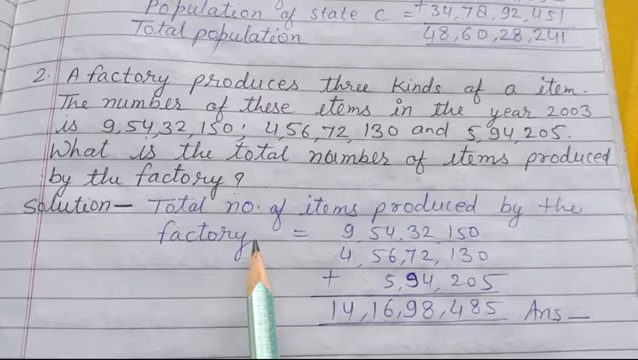 Population of state C = +34,78,92,451
Total population 48,60,28,241
2. A factory produces three kinds of a item.
The number of these items in the year 2003
is 9,54,32,150, 4,56,72,130 and 5,94,205.
What is the total number of items produced
by the factory?
Solution— Total no. of items produced by the
factory = 9,54,32,150
4,56,72,130
+ 5,94,205
14,16,98,485 Ans—